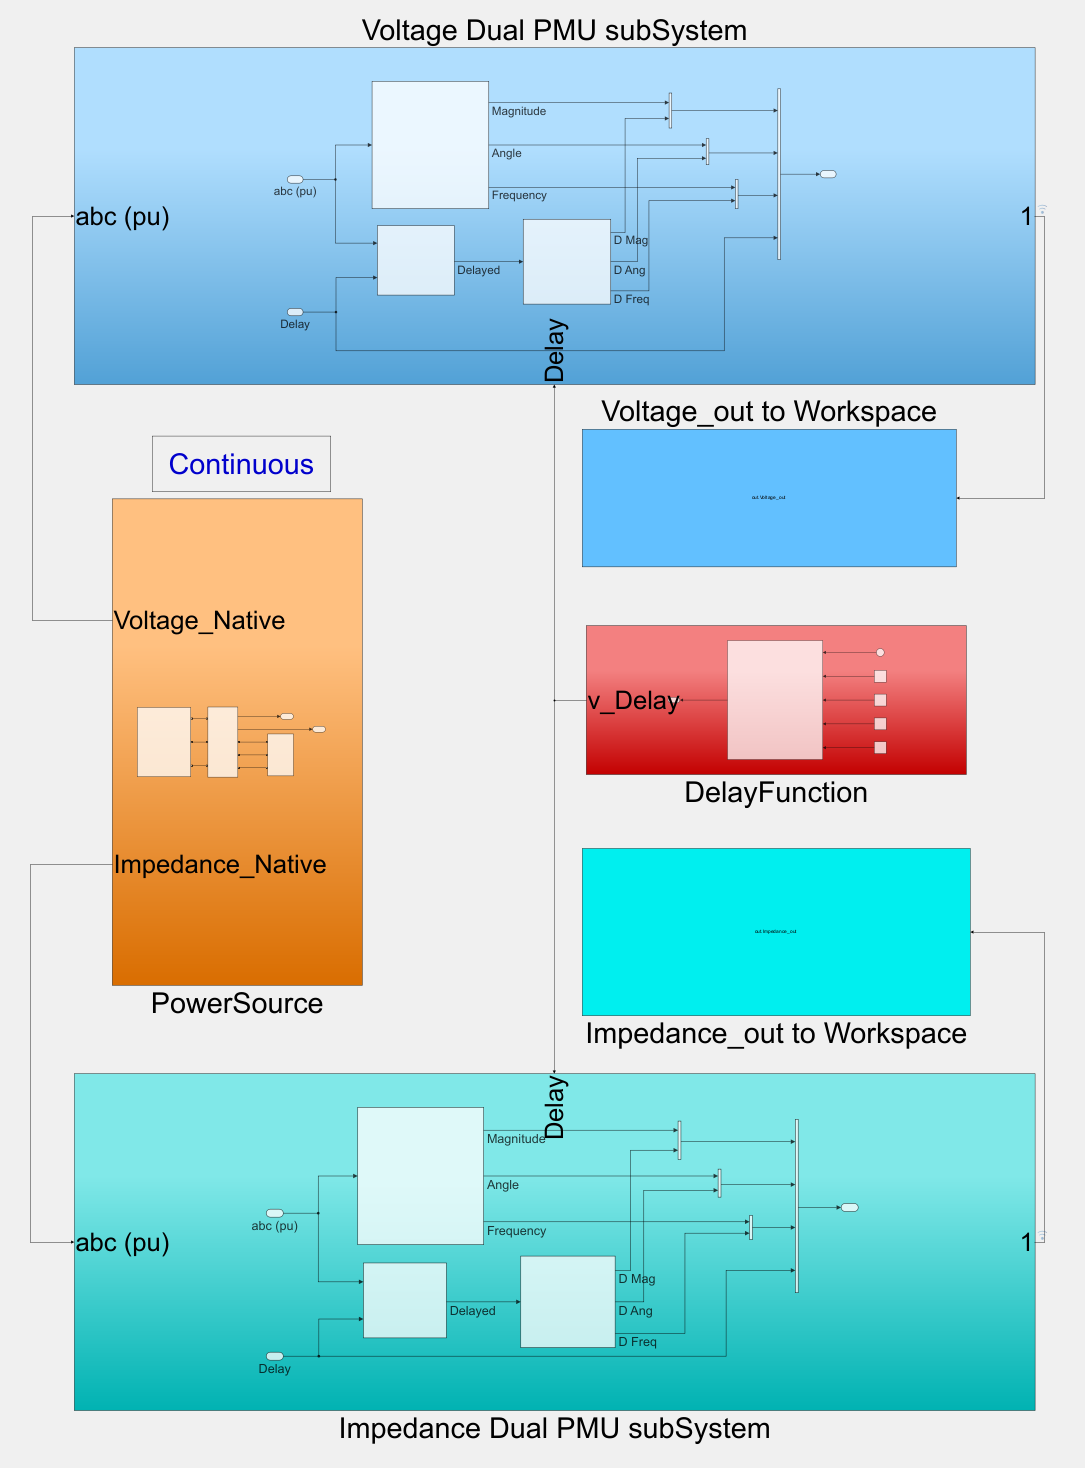 Voltage Dual PMU subSystem
Magnitude
Angle
abc (pu)
Frequency
abc (pu)
1
D Mag
Delayed
D Ang
D Freq
Delay
Delay
Voltage_out to Workspace
Continuous
out.Voltage_out
Voltage_Native
v_Delay
DelayFunction
Impedance_Native
out.Impedance_out
PowerSource
Impedance_out to Workspace
Delay
Magnitude
Angle
abc (pu)
Frequency
abc (pu)
1
D Mag
Delayed
D Ang
D Freq
Delay
Impedance Dual PMU subSystem